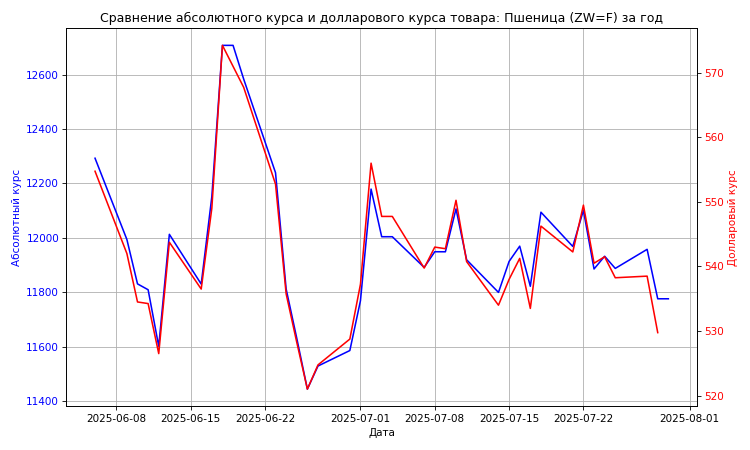 Сравнение абсолютного курса и долларового курса товара: Пшеница (ZW=F) за год
Абсолютный курс
12600
12400
12200
12000
11800
11600
11400
570
560
550
540
530
520
Долларовый курс
2025-06-08 2025-06-15 2025-06-22 2025-07-01 2025-07-08 2025-07-15 2025-07-22 2025-08-01
Дата